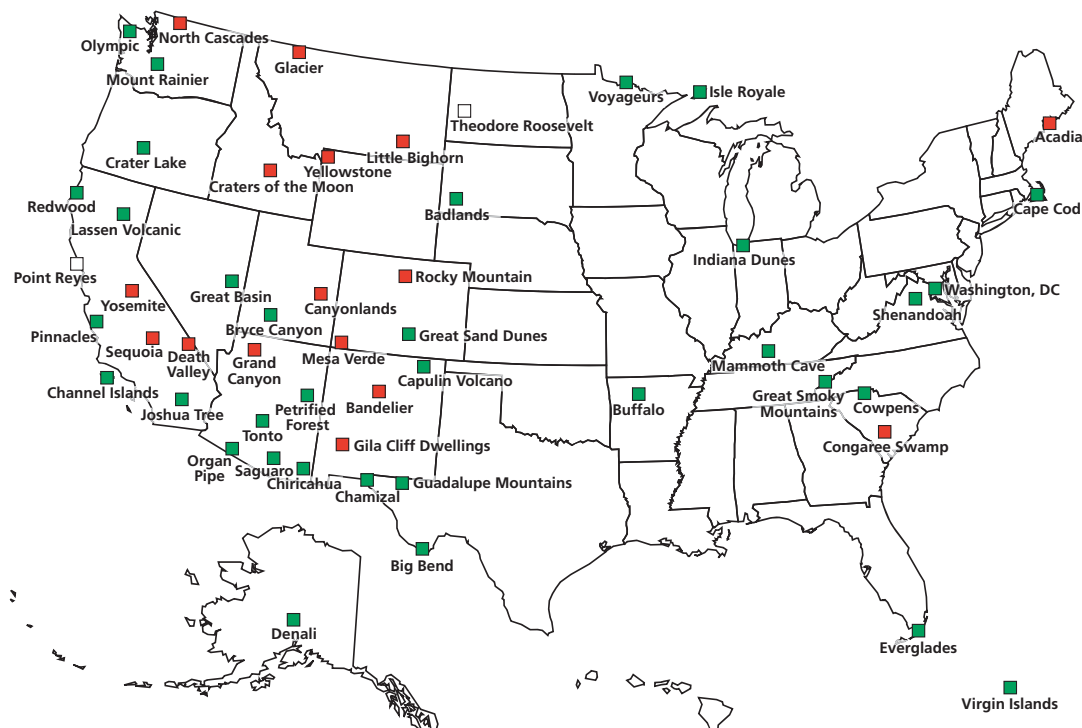 North Cascades
Olympic
Glacier
Mount Rainier
Voyageurs
Isle Royale
Theodore Roosevelt
Acadia
Crater Lake
Little Bighorn
Yellowstone
Craters of the Moon
Redwood
Badlands
Cape Cod
Lassen Volcanic
Indiana Dunes
Point Reyes
Rocky Mountain
Washington, DC
Great Basin
Yosemite
Canyonlands
Shenandoah
Bryce Canyon
Pinnacles
Great Sand Dunes
Sequoia
Death
Valley
Mesa Verde
Grand
Canyon
Mammoth Cave
Capulin Volcano
Channel Islands
Great Smoky
Mountains
Cowpens
Joshua Tree
Petrified
Forest
Bandelier
Buffalo
Tonto
Gila Cliff Dwellings
Congaree Swamp
Organ
Pipe
Saguaro
Chiricahua
Chamizal
Guadalupe Mountains
Big Bend
Denali
Everglades
Virgin Islands